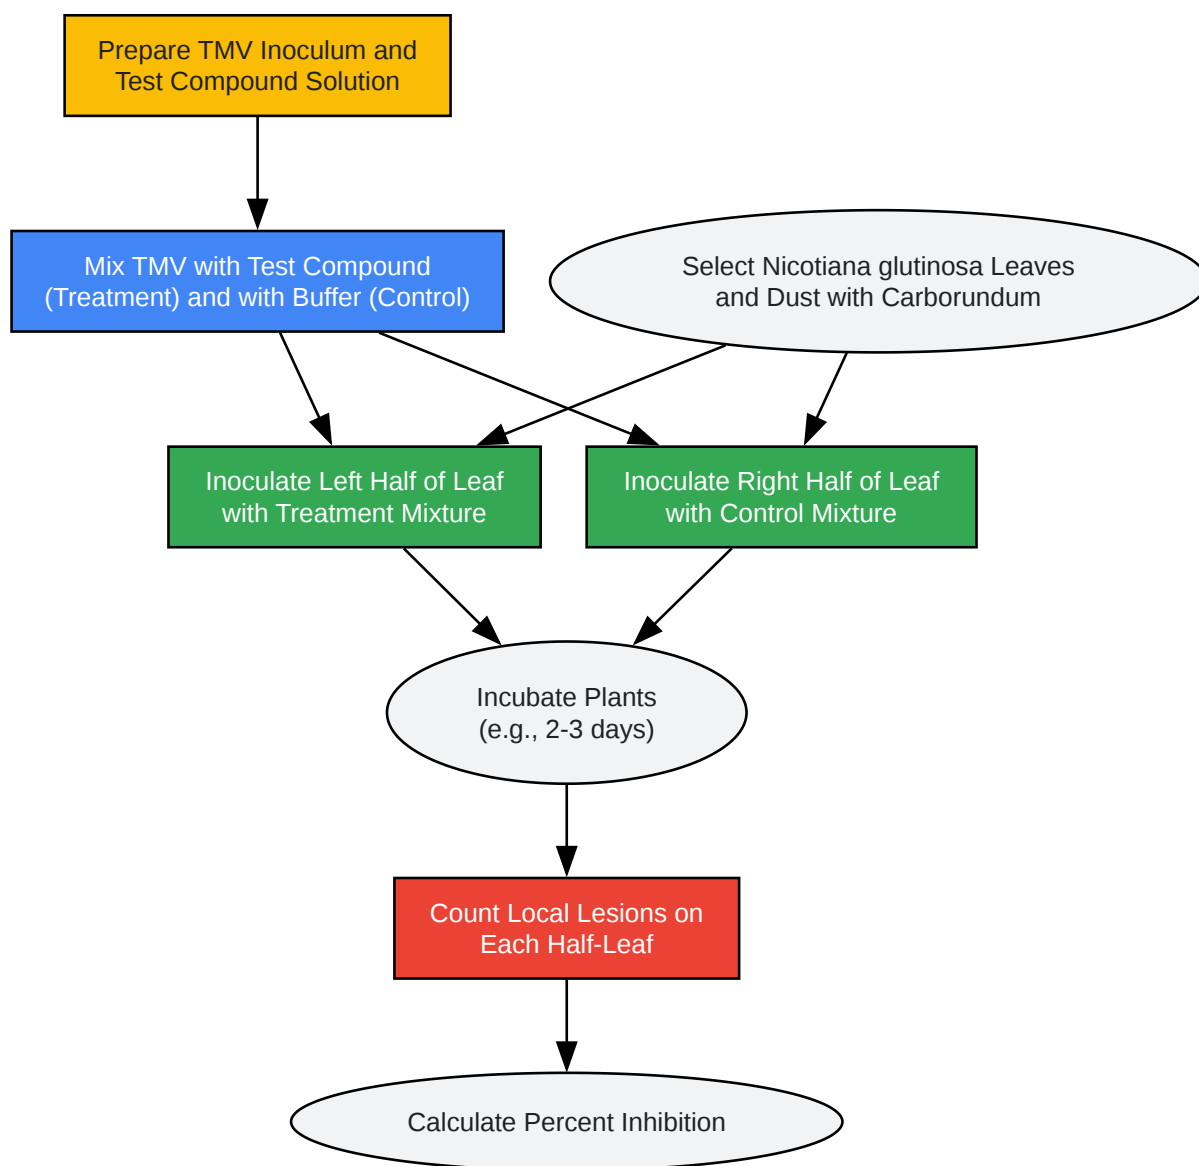 Prepare TMV Inoculum and
Test Compound Solution
Mix TMV with Test Compound
(Treatment) and with Buffer (Control)
Select Nicotiana glutinosa Leaves
and Dust with Carborundum
Inoculate Left Half of Leaf
with Treatment Mixture
Inoculate Right Half of Leaf
with Control Mixture
Incubate Plants
(e.g., 2-3 days)
Count Local Lesions on
Each Half-Leaf
Calculate Percent Inhibition